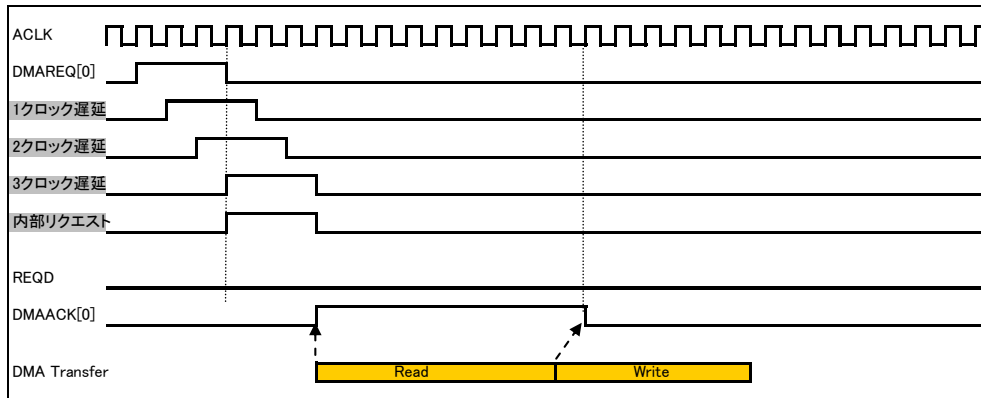 ACLK
DMAREQ[0]
1クロック遅延
2クロック遅延
3クロック遅延
内部リクエスト
REQD
DMAACK[0]
DMA Transfer Read Write